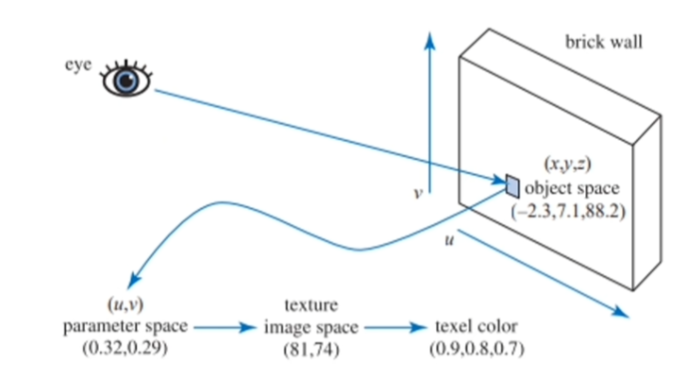 eye
brick wall
(x,y,z)
object space
(–2.3,7.1,88.2)
v
u
(u,v)
parameter space
(0.32,0.29)
texture
image space
(81,74)
texel color
(0.9,0.8,0.7)